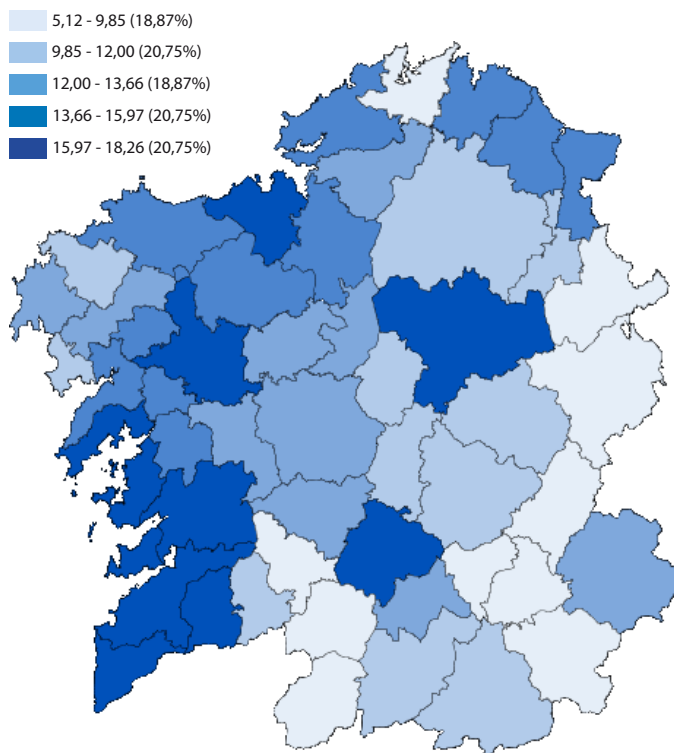 5,12 - 9,85 (18,87%)
9,85 - 12,00 (20,75%)
12,00 - 13,66 (18,87%)
13,66 - 15,97 (20,75%)
15,97 - 18,26 (20,75%)